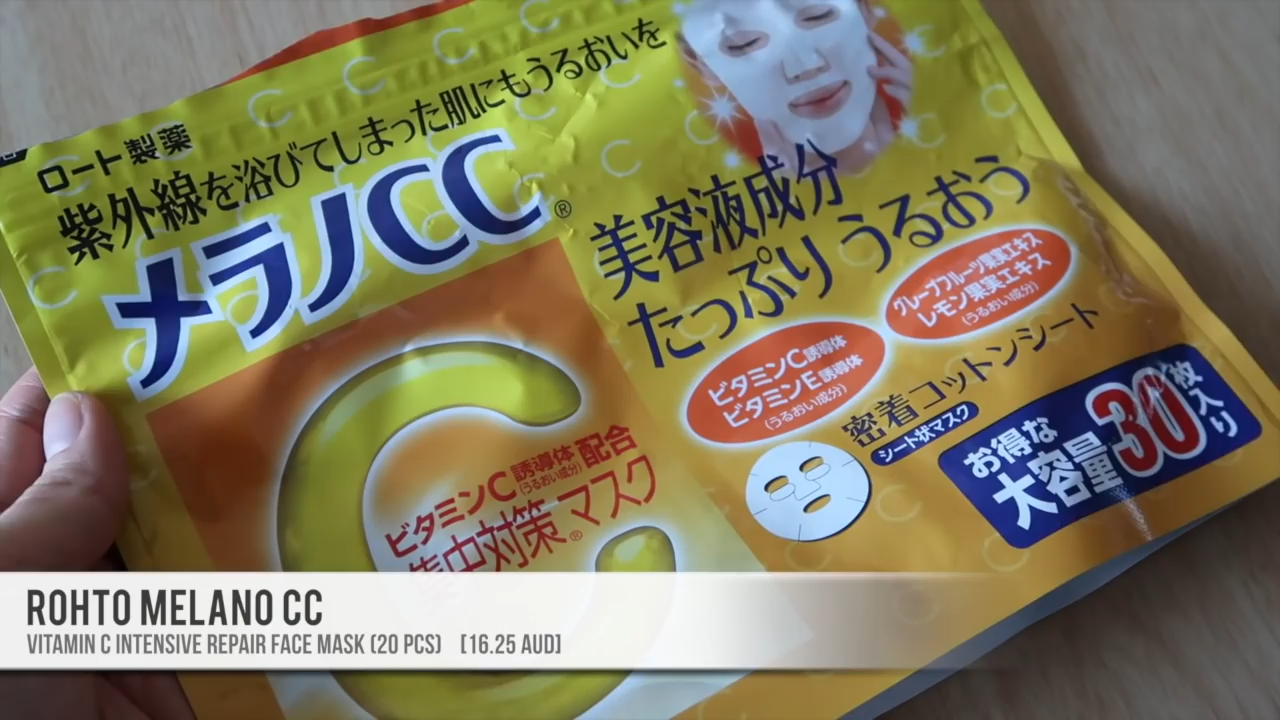 ロート製薬
紫外線を浴びてしまった肌にもうるおいを
メラノCC®
美容液成分
たっぷり うるおう
グレープフルーツ果実エキス
レモン果実エキス
(うるおい成分)
ビタミンC誘導体
ビタミンE誘導体
(うるおい成分)
密着コットンシート
シート状マスク
お得な
大容量30枚入り
ビタミンC誘導体配合
(うるおい成分)
集中対策®マスク
ROHTO MELANO CC
VITAMIN C INTENSIVE REPAIR FACE MASK (20 PCS) [16.25 AUD]